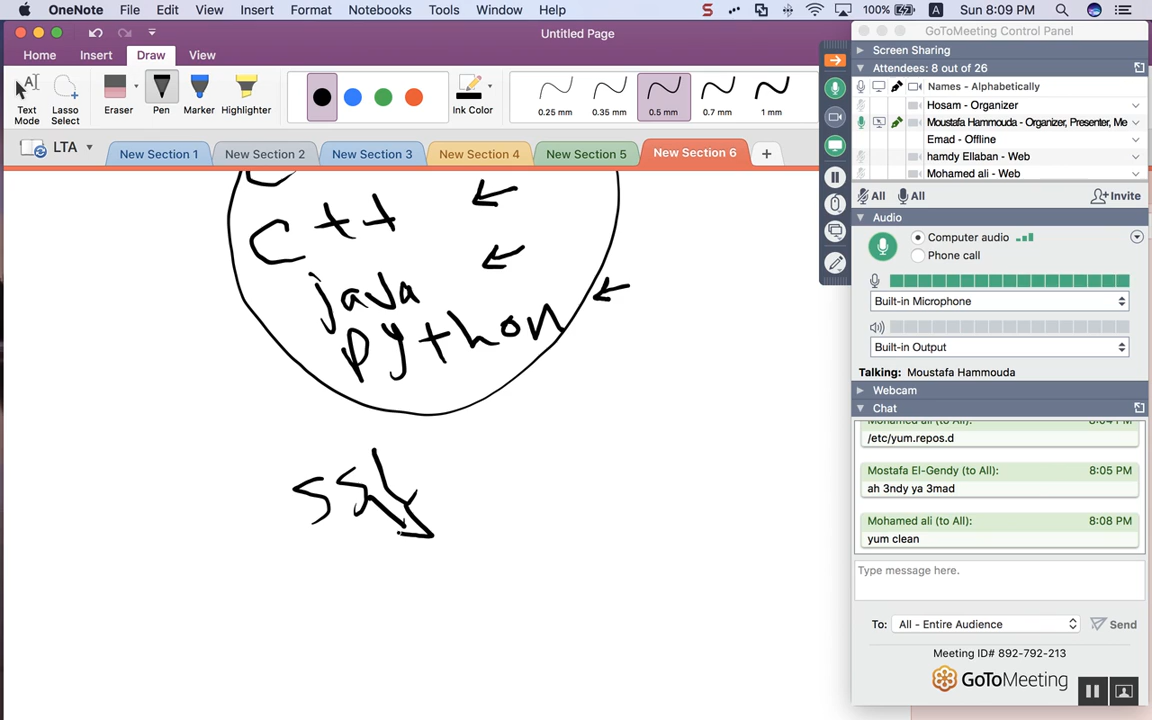 OneNote File Edit View Insert Format Notebooks Tools Window Help 100% A Sun 8:09 PM
Untitled Page
Home Insert Draw View
Text Mode Lasso Select Eraser Pen Marker Highlighter Ink Color 0.25 mm 0.35 mm 0.5 mm 0.7 mm 1 mm
LTA New Section 1 New Section 2 New Section 3 New Section 4 New Section 5 New Section 6 +
C++
java
python
GoToMeeting Control Panel
Screen Sharing
Attendees: 8 out of 26
Names - Alphabetically
Hosam - Organizer
Moustafa Hammouda - Organizer, Presenter, Me
Emad - Offline
hamdy Ellaban - Web
Mohamed ali - Web
All All Invite
Audio
Computer audio
Phone call
Built-in Microphone
Built-in Output
Talking: Moustafa Hammouda
Webcam
Chat
Mohamed ali (to All): 8:04 PM
/etc/yum.repos.d
Mostafa El-Gendy (to All): 8:05 PM
ah 3ndy ya 3mad
Mohamed ali (to All): 8:08 PM
yum clean
Type message here.
To: All - Entire Audience Send
Meeting ID# 892-792-213
GoToMeeting